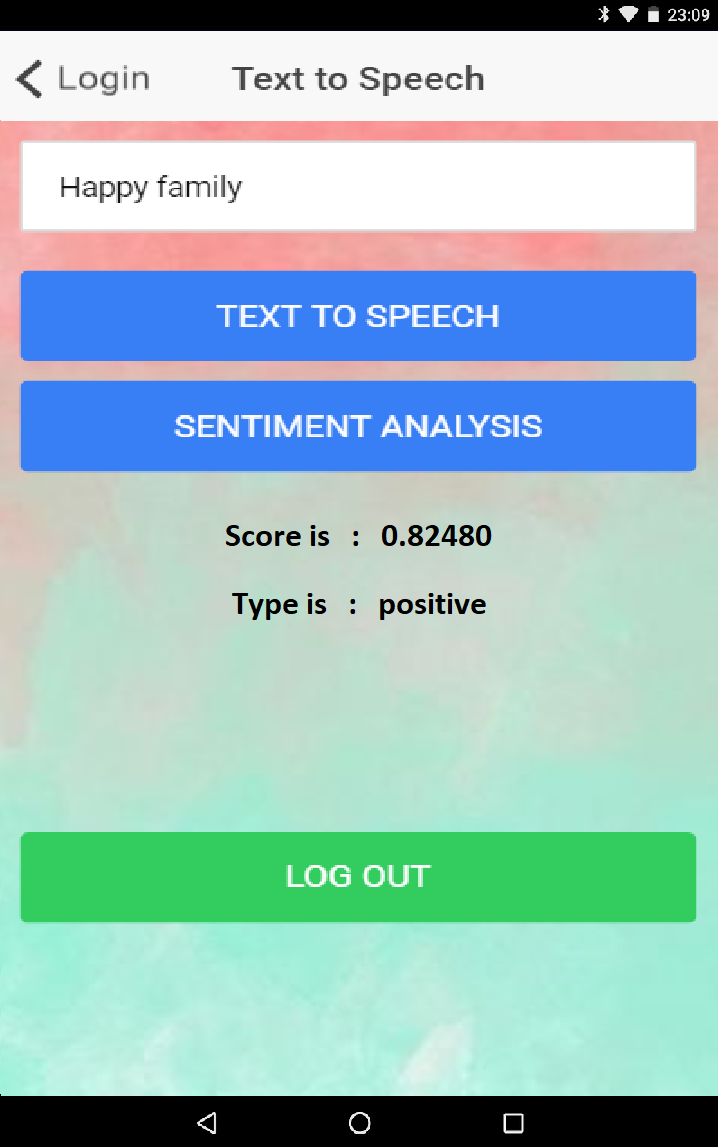 23:09
Login Text to Speech
Happy family
TEXT TO SPEECH
SENTIMENT ANALYSIS
Score is : 0.82480
Type is : positive
LOG OUT